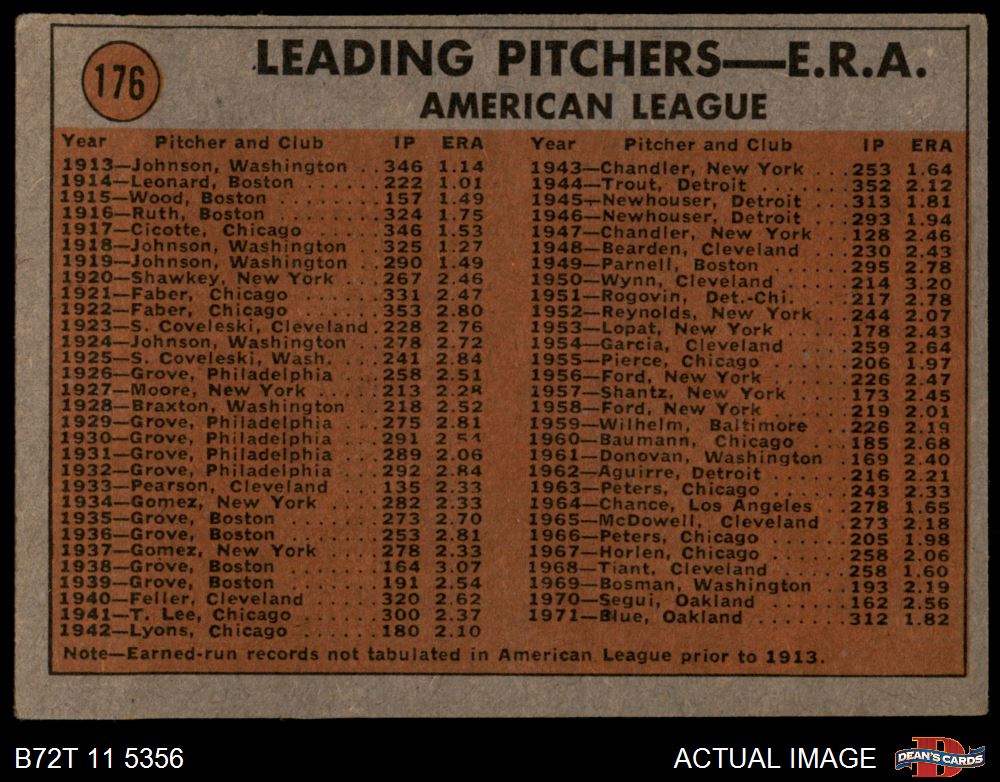 176
LEADING PITCHERS—E.R.A.
AMERICAN LEAGUE
Year Pitcher and Club IP ERA
1913—Johnson, Washington . . 346 1.14
1914—Leonard, Boston . . . . . . 222 1.01
1915—Wood, Boston . . . . . . . . 157 1.49
1916—Ruth, Boston . . . . . . . . 324 1.75
1917—Cicotte, Chicago . . . . . . 346 1.53
1918—Johnson, Washington . . 325 1.27
1919—Johnson, Washington . . 290 1.49
1920—Shawkey, New York . . . 267 2.46
1921—Faber, Chicago . . . . . . . 331 2.47
1922—Faber, Chicago . . . . . . . 353 2.80
1923—S. Coveleski, Cleveland . 228 2.76
1924—Johnson, Washington . . 278 2.72
1925—S. Coveleski, Wash. . . . . 241 2.84
1926—Grove, Philadelphia . . . 258 2.51
1927—Moore, New York . . . . . 213 2.28
1928—Braxton, Washington . . 218 2.52
1929—Grove, Philadelphia . . . 275 2.81
1930—Grove, Philadelphia . . . 291 2.54
1931—Grove, Philadelphia . . . 289 2.06
1932—Grove, Philadelphia . . . 292 2.84
1933—Pearson, Cleveland . . . . 135 2.33
1934—Gomez, New York . . . . . 282 2.33
1935—Grove, Boston . . . . . . . . 273 2.70
1936—Grove, Boston . . . . . . . . 253 2.81
1937—Gomez, New York . . . . . 278 2.33
1938—Grove, Boston . . . . . . . . 164 3.07
1939—Grove, Boston . . . . . . . . 191 2.54
1940—Feller, Cleveland . . . . . . 320 2.62
1941—T. Lee, Chicago . . . . . . . 300 2.37
1942—Lyons, Chicago . . . . . . . 180 2.10
Year Pitcher and Club IP ERA
1943—Chandler, New York . . . 253 1.64
1944—Trout, Detroit . . . . . . . . 352 2.12
1945—Newhouser, Detroit . . . 313 1.81
1946—Newhouser, Detroit . . . 293 1.94
1947—Chandler, New York . . . 128 2.46
1948—Bearden, Cleveland . . . . 230 2.43
1949—Parnell, Boston . . . . . . . 295 2.78
1950—Wynn, Cleveland . . . . . . 214 3.20
1951—Rogovin, Det.-Chi. . . . . . 217 2.78
1952—Reynolds, New York . . . 244 2.07
1953—Lopat, New York . . . . . . 178 2.43
1954—Garcia, Cleveland . . . . . 259 2.64
1955—Pierce, Chicago . . . . . . . 206 1.97
1956—Ford, New York . . . . . . . 226 2.47
1957—Shantz, New York . . . . . 173 2.45
1958—Ford, New York . . . . . . . 219 2.01
1959—Wilhelm, Baltimore . . . 226 2.19
1960—Baumann, Chicago . . . . 185 2.68
1961—Donovan, Washington . . 169 2.40
1962—Aguirre, Detroit . . . . . . 216 2.21
1963—Peters, Chicago . . . . . . . 243 2.33
1964—Chance, Los Angeles . . . 278 1.65
1965—McDowell, Cleveland . . 273 2.18
1966—Peters, Chicago . . . . . . . 205 1.98
1967—Horlen, Chicago . . . . . . 258 2.06
1968—Tiant, Cleveland . . . . . . 258 1.60
1969—Bosman, Washington . . 193 2.19
1970—Segui, Oakland . . . . . . . 162 2.56
1971—Blue, Oakland . . . . . . . . 312 1.82
Note—Earned-run records not tabulated in American League prior to 1913.
B72T 11 5356
ACTUAL IMAGE
D
DEAN'S CARDS